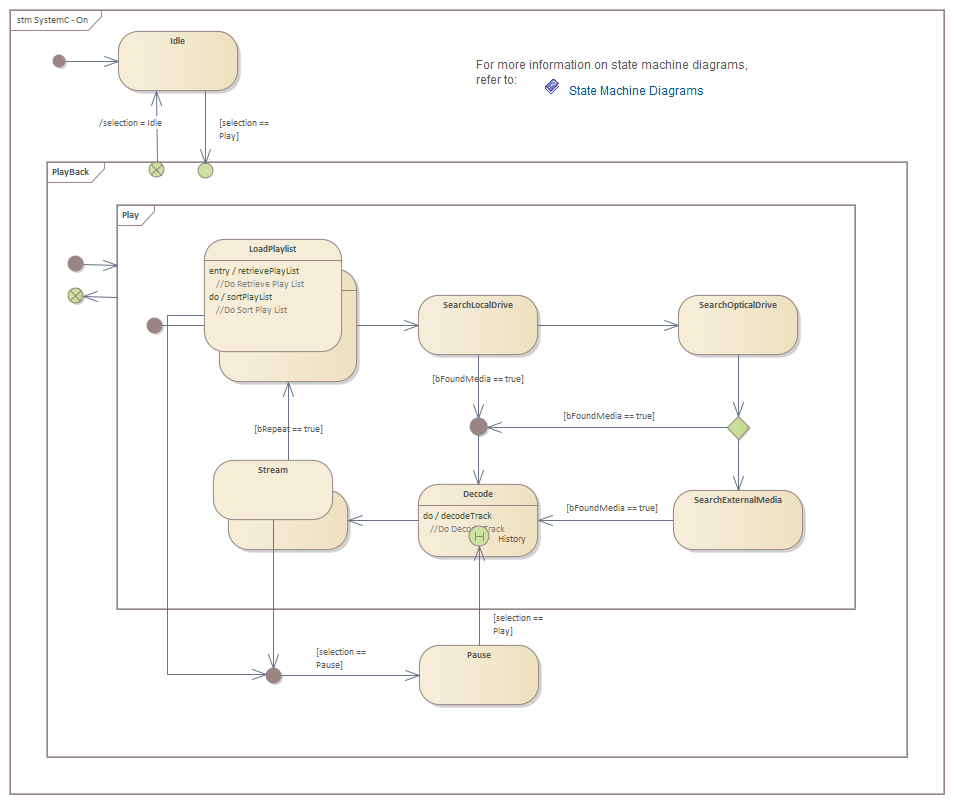 stm SystemC - On
Idle
For more information on state machine diagrams,
refer to:
State Machine Diagrams
/selection = Idle
[selection ==
Play]
PlayBack
Play
LoadPlaylist
entry / retrievePlayList
//Do Retrieve Play List
do / sortPlayList
//Do Sort Play List
SearchLocalDrive
SearchOpticalDrive
[bFoundMedia == true]
[bFoundMedia == true]
[bRepeat == true]
Stream
Decode
do / decodeTrack
//Do Decode Track
H
History
[bFoundMedia == true]
SearchExternalMedia
[selection ==
Play]
[selection ==
Pause]
Pause